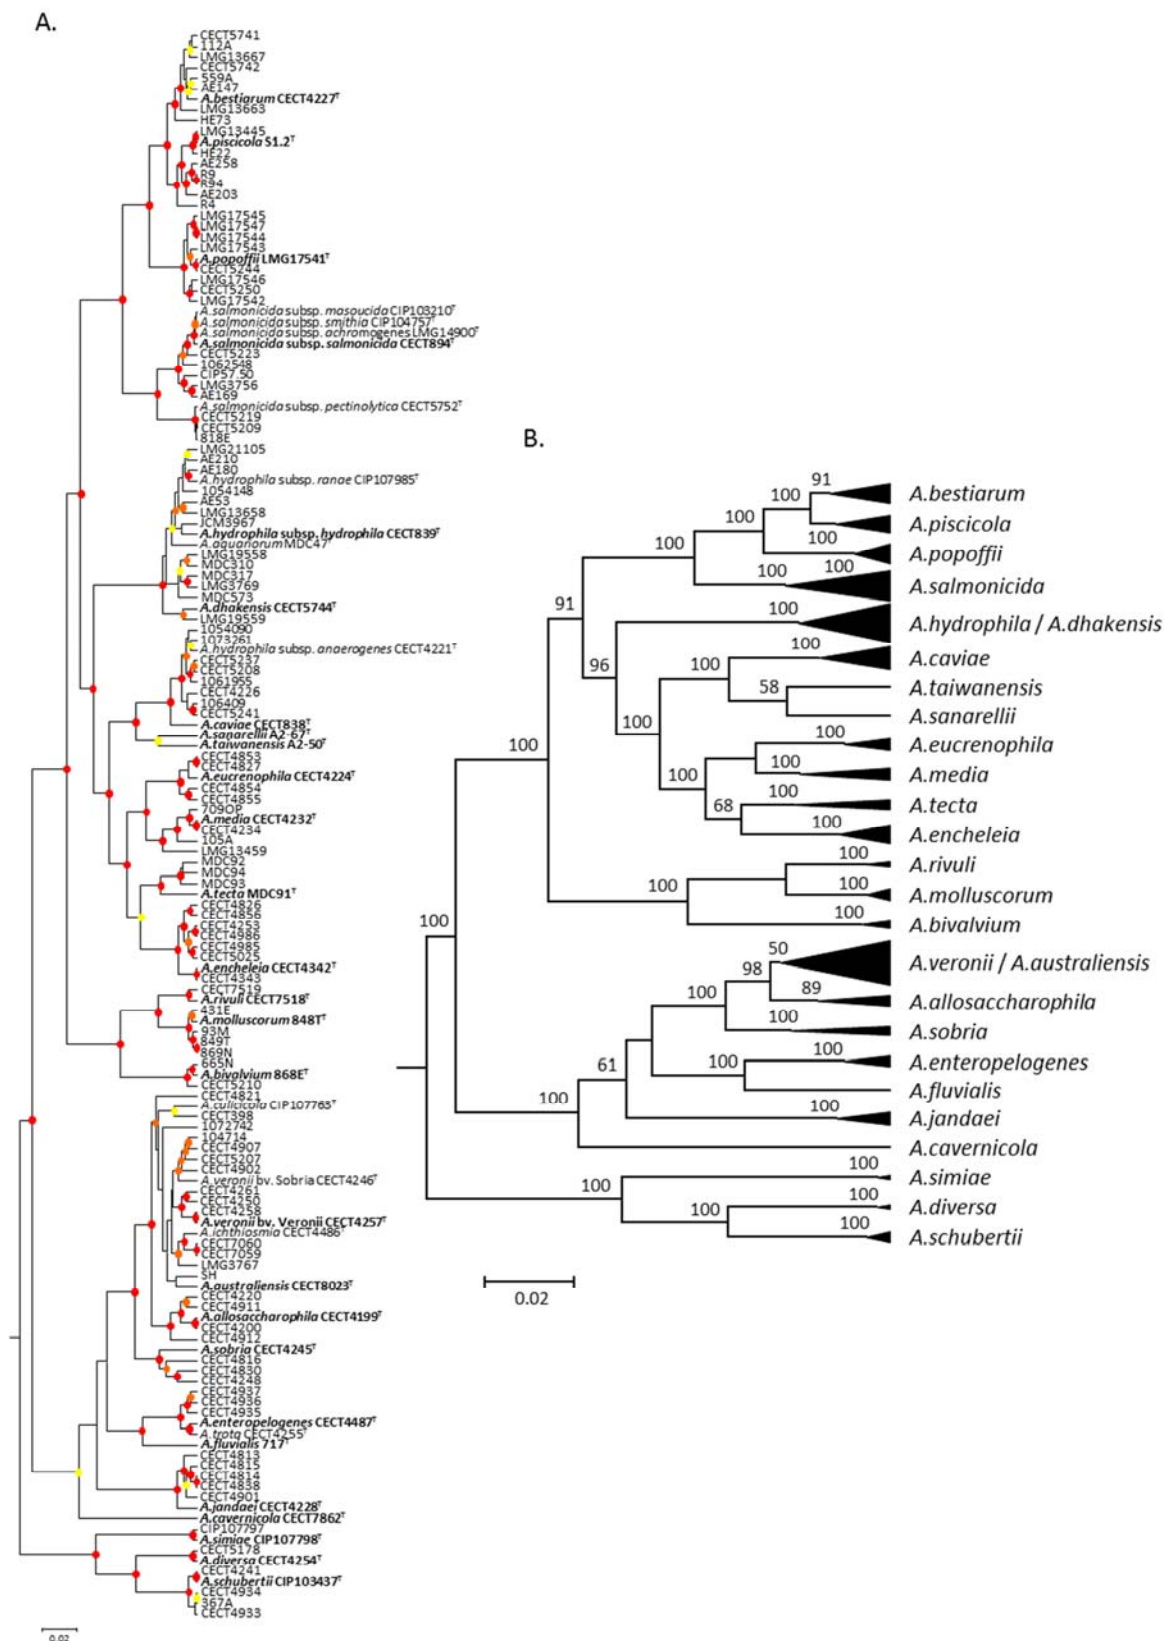 A.
CECT5741
112A
LMG13667
CECT5742
559A
AE147
A.bestiarum CECT4227ᵀ
LMG13663
HE73
LMG13445
A.piscicola S1.2ᵀ
HE22
AE258
R9
R94
AE203
R4
LMG17545
LMG17547
LMG17544
LMG17543
A.popoffii LMG17541ᵀ
CECT5244
LMG17546
CECT5250
LMG17542
A.salmonicida subsp. masoucida CIP103210ᵀ
A.salmonicida subsp. smithia CIP104757ᵀ
A.salmonicida subsp. achromogenes LMG14900ᵀ
A.salmonicida subsp. salmonicida CECT894ᵀ
CECT5223
1062548
CIP57.50
LMG3756
AE169
A.salmonicida subsp. pectinolytica CECT5752ᵀ
CECT5219
CECT5209
818E
LMG21105
AE210
AE180
A.hydrophila subsp. ranae CIP107985ᵀ
1054148
AE53
LMG13658
JCM3967
A.hydrophila subsp. hydrophila CECT839ᵀ
A.aquariorum MDC47ᵀ
LMG19558
MDC310
MDC317
LMG3769
MDC573
A.dhakensis CECT5744ᵀ
LMG19559
1054090
1073261
A.hydrophila subsp. anaerogenes CECT4221ᵀ
CECT5237
CECT5208
1061955
CECT4226
106409
CECT5241
A.caviae CECT838ᵀ
A.sanarellii A2-67ᵀ
A.taiwanensis A2-50ᵀ
CECT4853
CECT4827
A.eucrenophila CECT4224ᵀ
CECT4854
CECT4855
709OP
A.media CECT4232ᵀ
CECT4234
105A
LMG13459
MDC92
MDC94
MDC93
A.tecta MDC91ᵀ
CECT4826
CECT4856
CECT4253
CECT4986
CECT4985
CECT5025
A.encheleia CECT4342ᵀ
CECT4343
CECT7519
A.rivuli CECT7518ᵀ
431E
A.molluscorum 848Tᵀ
93M
849T
869N
665N
A.bivalvium 868Eᵀ
CECT5210
CECT4821
A.culicicola CIP107763ᵀ
CECT398
1072742
104714
CECT4907
CECT5207
CECT4902
A.veronii bv. Sobria CECT4246ᵀ
CECT4261
CECT4250
CECT4258
A.veronii bv. Veronii CECT4257ᵀ
A.ichthiosmia CECT4486ᵀ
CECT7060
CECT7059
LMG3767
SH
A.australiensis CECT8023ᵀ
CECT4220
CECT4911
A.allosaccharophila CECT4199ᵀ
CECT4200
CECT4912
A.sobria CECT4245ᵀ
CECT4816
CECT4830
CECT4248
CECT4937
CECT4936
CECT4935
A.enteropelogenes CECT4487ᵀ
A.trota CECT4255ᵀ
A.fluvialis 717ᵀ
CECT4813
CECT4815
CECT4814
CECT4838
CECT4901
A.jandaei CECT4228ᵀ
A.cavernicola CECT7862ᵀ
CIP107797
A.simiae CIP107798ᵀ
CECT5178
A.diversa CECT4254ᵀ
CECT4241
A.schubertii CIP103437ᵀ
CECT4934
367A
CECT4933
0.02
B.
91
100
A.bestiarum
100
A.piscicola
100
A.popoffii
100
100
100
A.salmonicida
91
100
A.hydrophila / A.dhakensis
100
100
A.caviae
96
58
A.taiwanensis
A.sanarellii
100
100
A.eucrenophila
100
100
A.media
100
A.tecta
68
100
A.encheleia
100
100
A.rivuli
100
100
A.molluscorum
100
A.bivalvium
100
50
98
A.veronii / A.australiensis
89
100
A.allosaccharophila
100
A.sobria
100
A.enteropelogenes
100
61
A.fluvialis
100
100
A.jandaei
A.cavernicola
100
A.simiae
100
100
A.diversa
100
100
A.schubertii
0.02